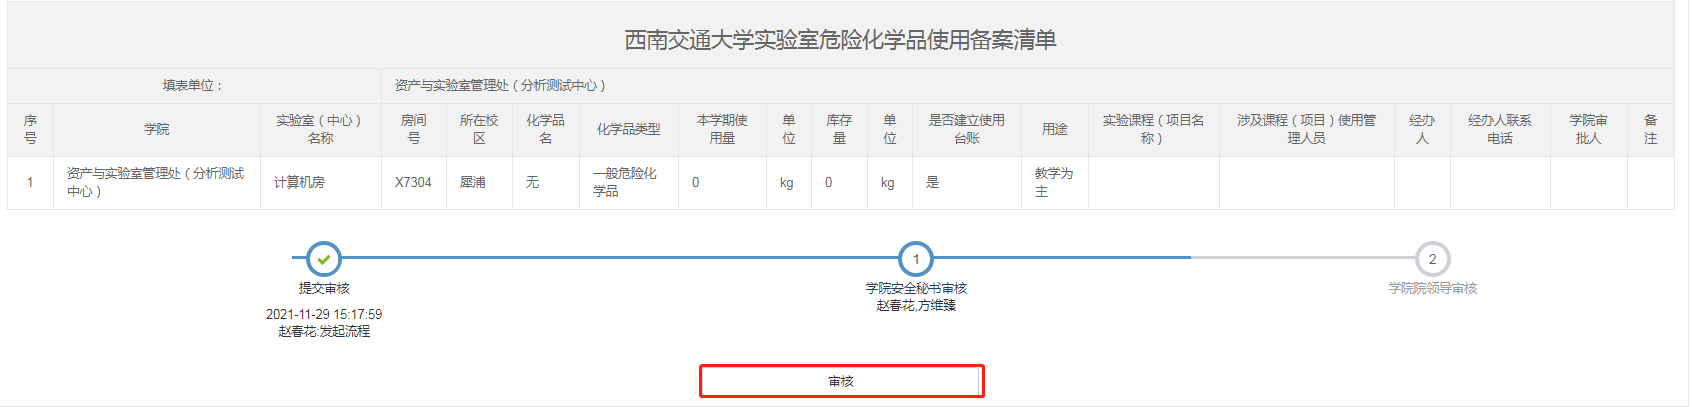 西南交通大学实验室危险化学品使用备案清单
填表单位： 资产与实验室管理处（分析测试中心）
序号 学院 实验室（中心）名称 房间号 所在校区 化学品名 化学品类型 本学期使用量 单位 库存量 单位 是否建立使用台账 用途 实验课程（项目名称） 涉及课程（项目）使用管理人员 经办人 经办人联系电话 学院审批人 备注
1 资产与实验室管理处（分析测试中心） 计算机房 X7304 犀浦 无 一般危险化学品 0 kg 0 kg 是 教学为主
1 2
提交审核 学院安全秘书审核 学院院领导审核
赵春花,方维臻
2021-11-29 15:17:59
赵春花:发起流程
审核